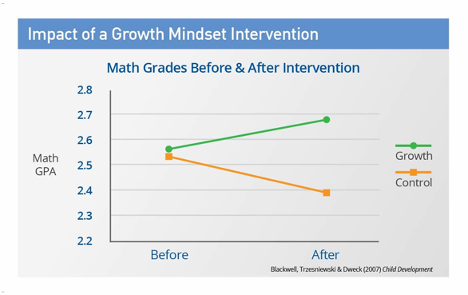 Impact of a Growth Mindset Intervention
Math Grades Before & After Intervention
2.8
2.7
2.6
2.5
2.4
2.3
2.2
Math
GPA
Before
After
Growth
Control
Blackwell, Trzesniewski & Dweck (2007) Child Development